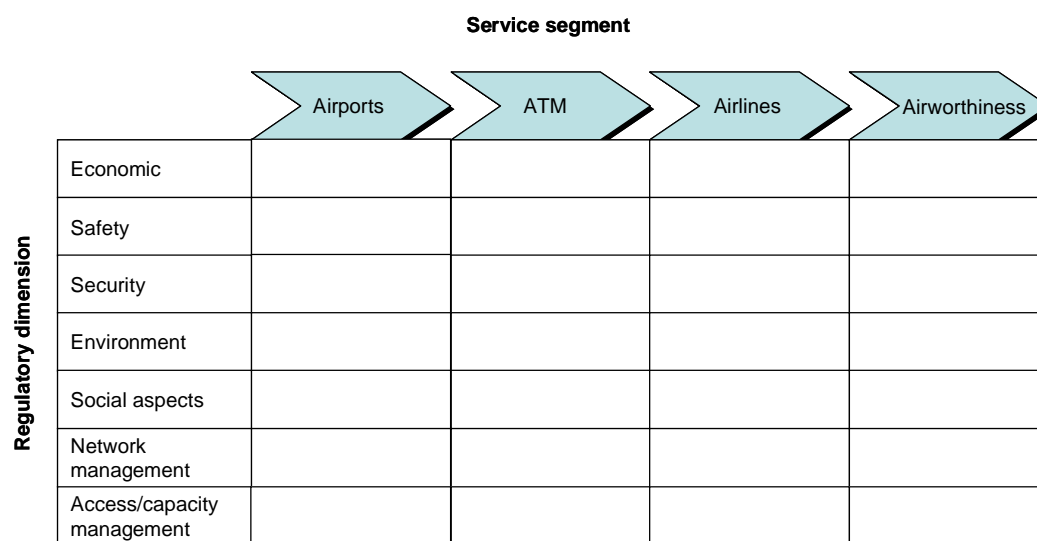 Service segment
Airports
ATM
Airlines
Airworthiness
Regulatory dimension
Economic
Safety
Security
Environment
Social aspects
Network
management
Access/capacity
management